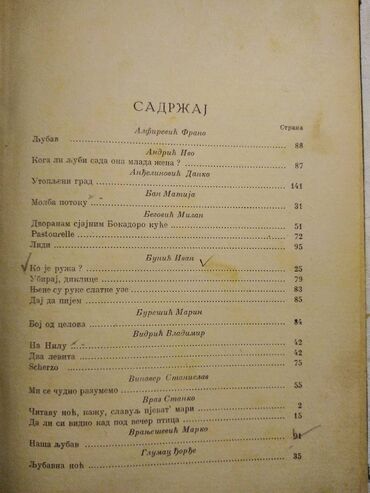 САДРЖАЈ
Страна
Алфиревић Франо
Љубав 88
Андрић Иво
Кога ли љуби сада она млада жена? 87
Анђелиновић Данко
Утопљени град 141
Бан Матија
Молба потоку 31
Беговић Милан
Дворанам сјајним Бокадоро куће 51
Pastourelle 72
Лиди 95
Бунић Иван
Ко је ружа? 25
Убирај, диклице 79
Њене су руке слатке узе 83
Дај да пијем 85
Бурешић Марин
Бој од целова 84
Видрић Владимир
На Нилу 42
Два левита 42
Scherzo 75
Винавер Станислав
Ми се чудно разумемо 55
Враз Станко
Читаву ноћ, кажу, славуљ пјеват' мари 2
Да ли си видио кад под вечер птица 15
Врањешевић Марко
Наша љубав 91
Глумац Ђорђе
Љубавна ноћ 35